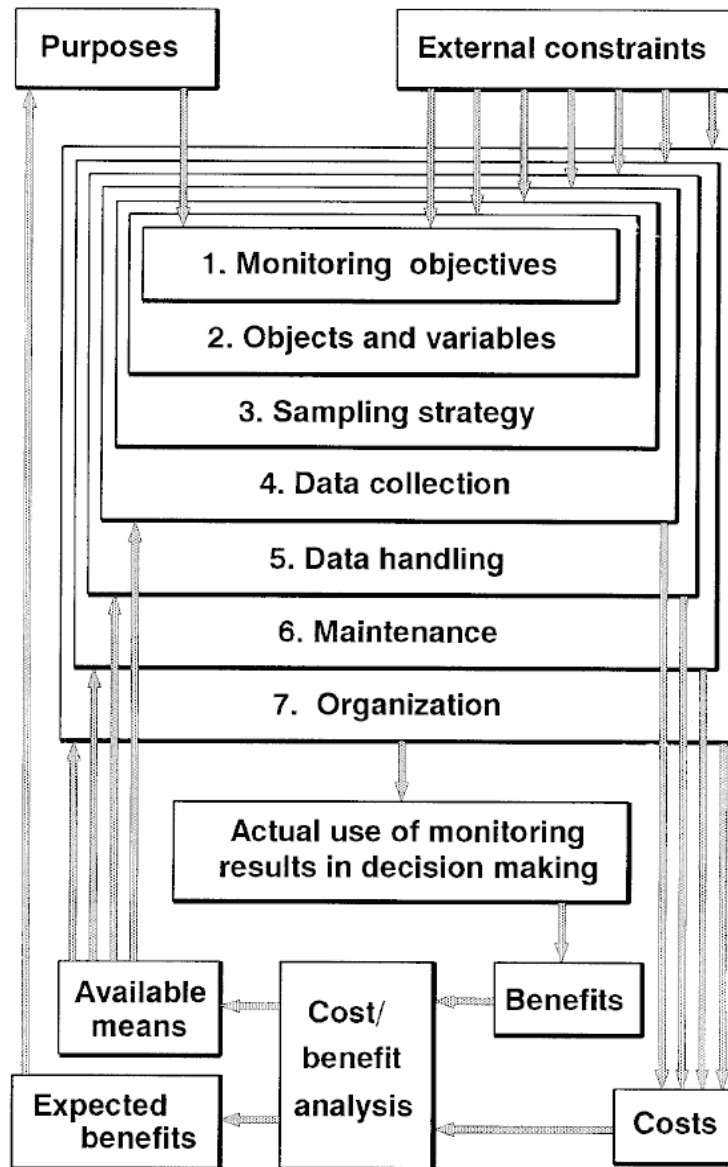 Purposes
External constraints
1. Monitoring objectives
2. Objects and variables
3. Sampling strategy
4. Data collection
5. Data handling
6. Maintenance
7. Organization
Actual use of monitoring
results in decision making
Available
means
Cost/
benefit
analysis
Benefits
Expected
benefits
Costs